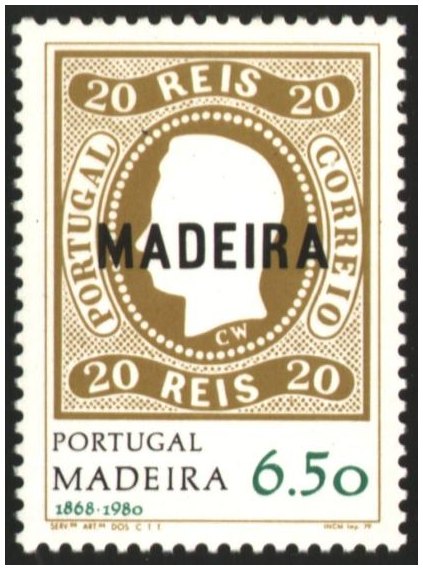 20 REIS 20
PORTUGAL
CORREIO
MADEIRA
CW
20 REIS 20
PORTUGAL
MADEIRA 6.50
1868·1980
SERV.OS ART.OS DOS C T T
INCM Imp. 79